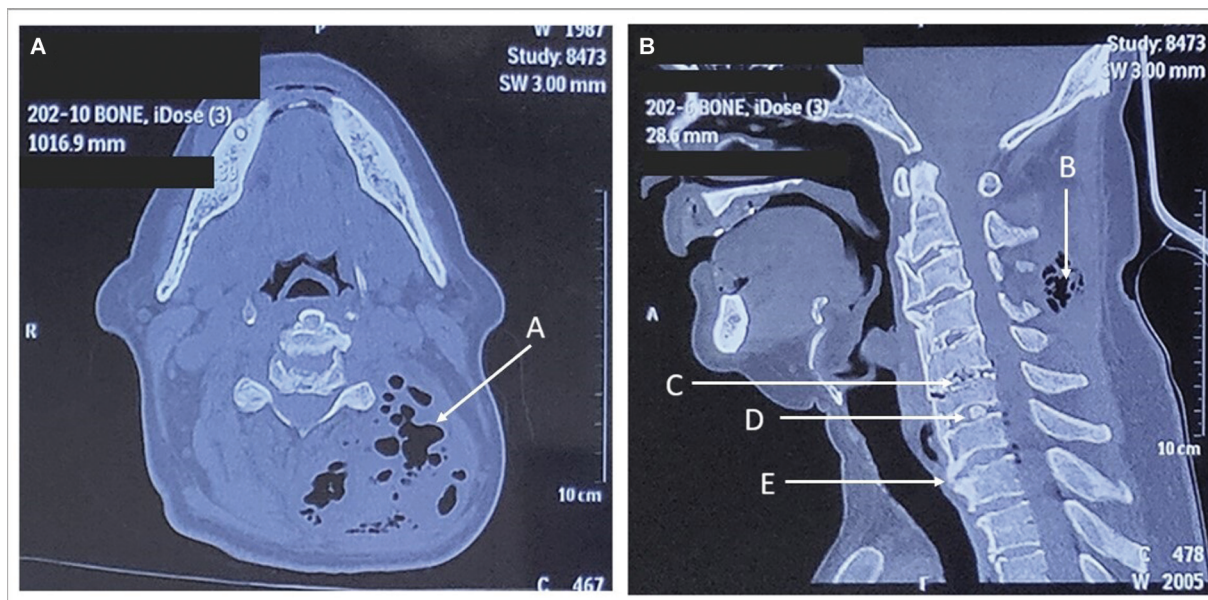 A
W 1987
Study: 8473
SW 3.00 mm
202-10 BONE, iDose (3)
1016.9 mm
R
A
10 cm
C 467
B
Study: 8473
SW 3.00 mm
202-6 BONE, iDose (3)
28.6 mm
B
A
C
D
10 cm
E
C 478
W 2005